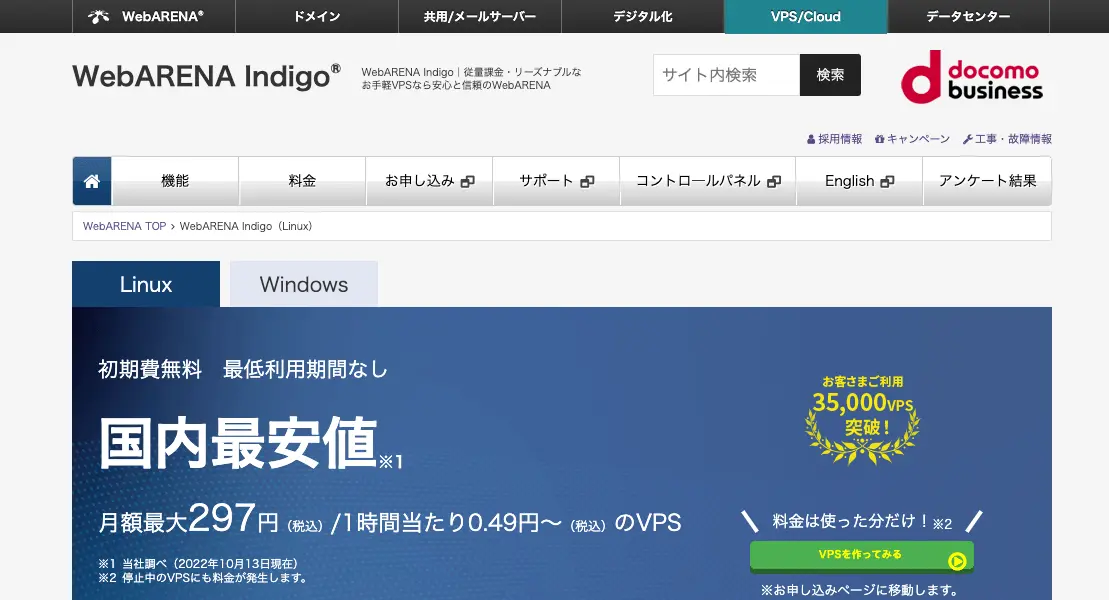 WebARENA®
ドメイン
共用/メールサーバー
デジタル化
VPS/Cloud
データセンター
WebARENA Indigo®
WebARENA Indigo｜従量課金・リーズナブルな
お手軽VPSなら安心と信頼のWebARENA
サイト内検索
検索
docomo
business
採用情報
キャンペーン
工事・故障情報
機能
料金
お申し込み
サポート
コントロールパネル
English
アンケート結果
WebARENA TOP › WebARENA Indigo（Linux）
Linux
Windows
初期費無料　最低利用期間なし
国内最安値※1
月額最大297円（税込）/1時間当たり0.49円〜（税込）のVPS
※1 当社調べ（2022年10月13日現在）
※2 停止中のVPSにも料金が発生します。
お客さまご利用
35,000VPS
突破！
料金は使った分だけ！※2
VPSを作ってみる
※お申し込みページに移動します。